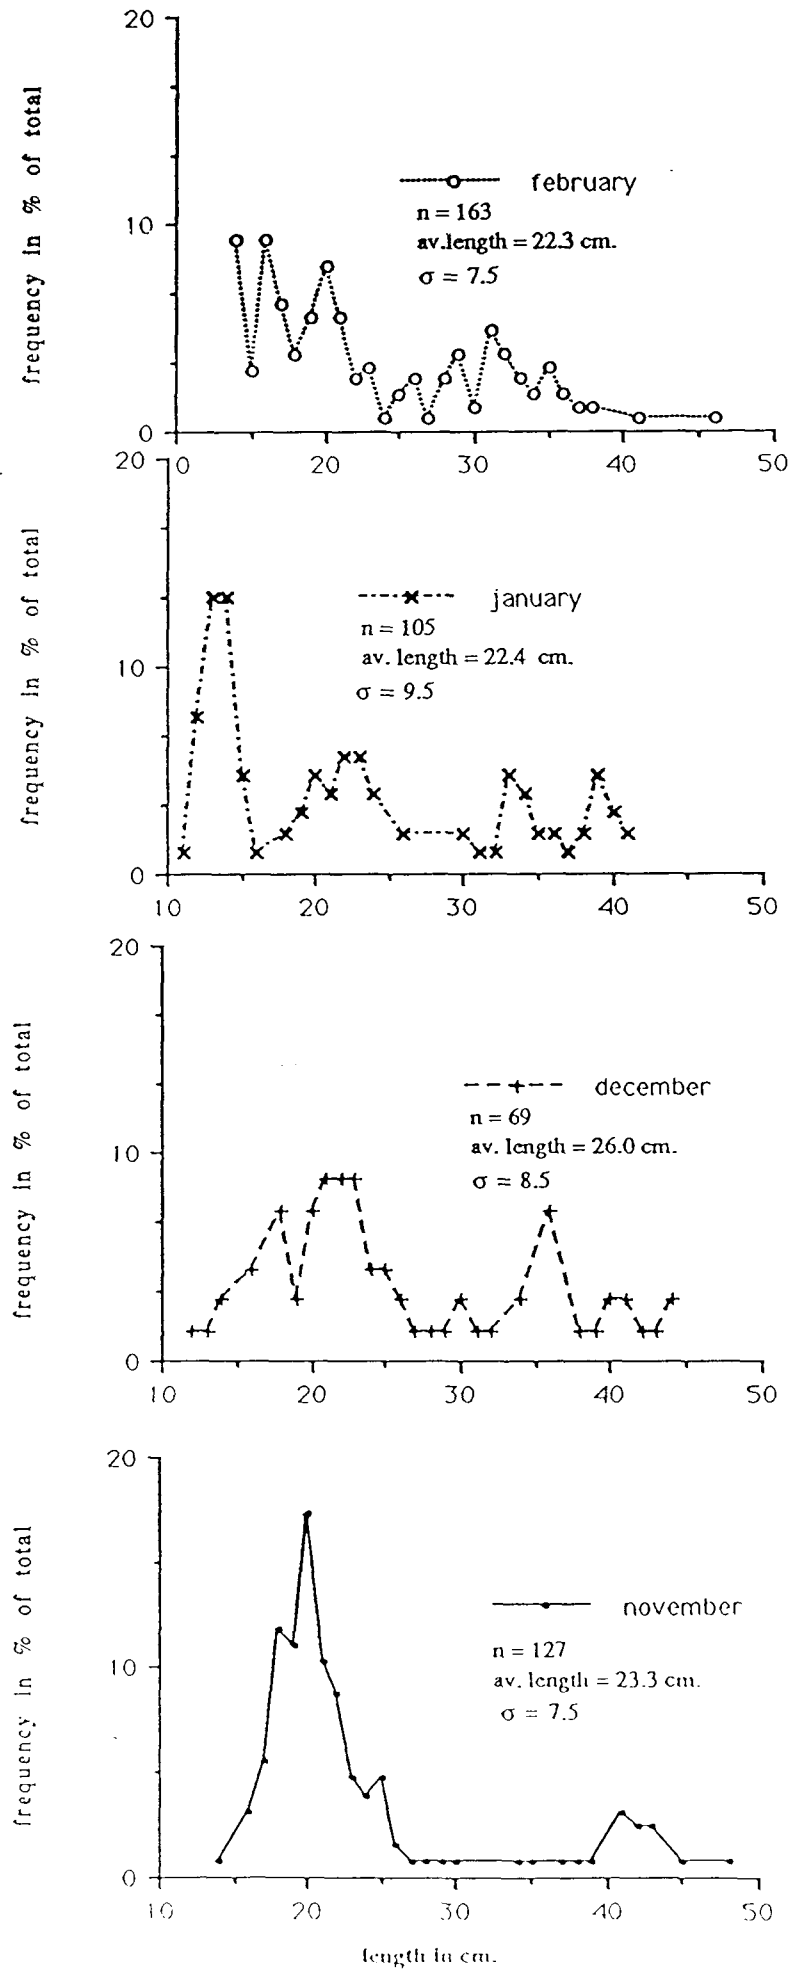 20
frequency in % of total
february
n = 163
10
av.length = 22.3 cm.
σ = 7.5
0
10 20 30 40 50
20
frequency in % of total
january
n = 105
av. length = 22.4 cm.
10
σ = 9.5
0
10 20 30 40 50
20
frequency in % of total
december
n = 69
av. length = 26.0 cm.
10
σ = 8.5
0
10 20 30 40 50
20
frequency in % of total
november
n = 127
10
av. length = 23.3 cm.
σ = 7.5
0
10 20 30 40 50
length in cm.